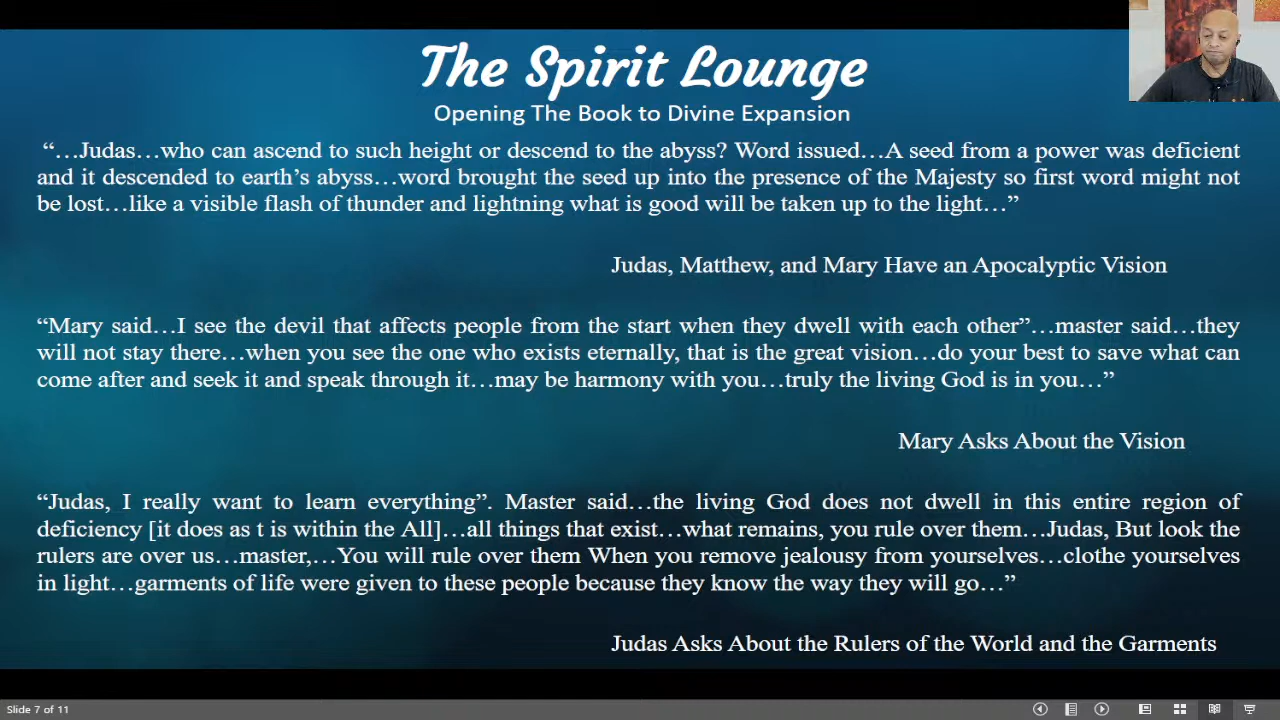 The Spirit Lounge
Opening The Book to Divine Expansion
“…Judas…who can ascend to such height or descend to the abyss? Word issued…A seed from a power was deficient
and it descended to earth’s abyss…word brought the seed up into the presence of the Majesty so first word might not
be lost…like a visible flash of thunder and lightning what is good will be taken up to the light…”
Judas, Matthew, and Mary Have an Apocalyptic Vision
“Mary said…I see the devil that affects people from the start when they dwell with each other”…master said…they
will not stay there…when you see the one who exists eternally, that is the great vision…do your best to save what can
come after and seek it and speak through it…may be harmony with you…truly the living God is in you…”
Mary Asks About the Vision
“Judas, I really want to learn everything”. Master said…the living God does not dwell in this entire region of
deficiency [it does as t is within the All]…all things that exist…what remains, you rule over them…Judas, But look the
rulers are over us…master,…You will rule over them When you remove jealousy from yourselves…clothe yourselves
in light…garments of life were given to these people because they know the way they will go…”
Judas Asks About the Rulers of the World and the Garments
Slide 7 of 11